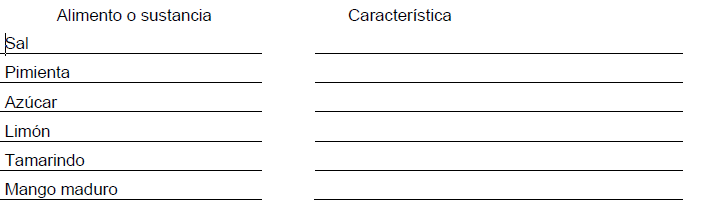 Alimento o sustancia Característica
Sal
Pimienta
Azúcar
Limón
Tamarindo
Mango maduro